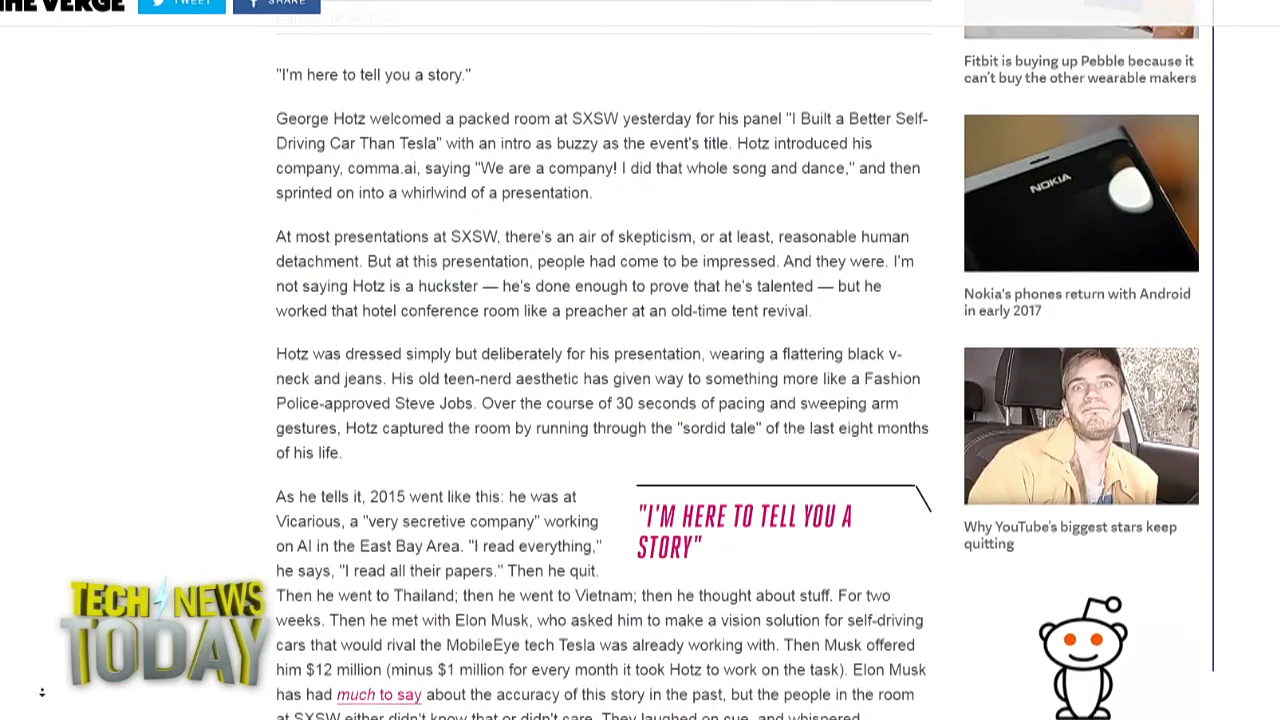 THE VERGE
TWEET
SHARE
"I'm here to tell you a story."
George Hotz welcomed a packed room at SXSW yesterday for his panel "I Built a Better Self-
Driving Car Than Tesla" with an intro as buzzy as the event's title. Hotz introduced his
company, comma.ai, saying "We are a company! I did that whole song and dance," and then
sprinted on into a whirlwind of a presentation.
At most presentations at SXSW, there's an air of skepticism, or at least, reasonable human
detachment. But at this presentation, people had come to be impressed. And they were. I'm
not saying Hotz is a huckster — he's done enough to prove that he's talented — but he
worked that hotel conference room like a preacher at an old-time tent revival.
Hotz was dressed simply but deliberately for his presentation, wearing a flattering black v-
neck and jeans. His old teen-nerd aesthetic has given way to something more like a Fashion
Police-approved Steve Jobs. Over the course of 30 seconds of pacing and sweeping arm
gestures, Hotz captured the room by running through the "sordid tale" of the last eight months
of his life.
As he tells it, 2015 went like this: he was at
Vicarious, a "very secretive company" working
on AI in the East Bay Area. "I read everything,"
he says, "I read all their papers." Then he quit.
Then he went to Thailand; then he went to Vietnam; then he thought about stuff. For two
weeks. Then he met with Elon Musk, who asked him to make a vision solution for self-driving
cars that would rival the MobileEye tech Tesla was already working with. Then Musk offered
him $12 million (minus $1 million for every month it took Hotz to work on the task). Elon Musk
has had much to say about the accuracy of this story in the past, but the people in the room
at SXSW either didn't know that or didn't care. They laughed on cue, and whispered
"I'M HERE TO TELL YOU A
STORY"
Fitbit is buying up Pebble because it
can't buy the other wearable makers
NOKIA
Nokia's phones return with Android
in early 2017
Why YouTube's biggest stars keep
quitting
TECH NEWS
TODAY